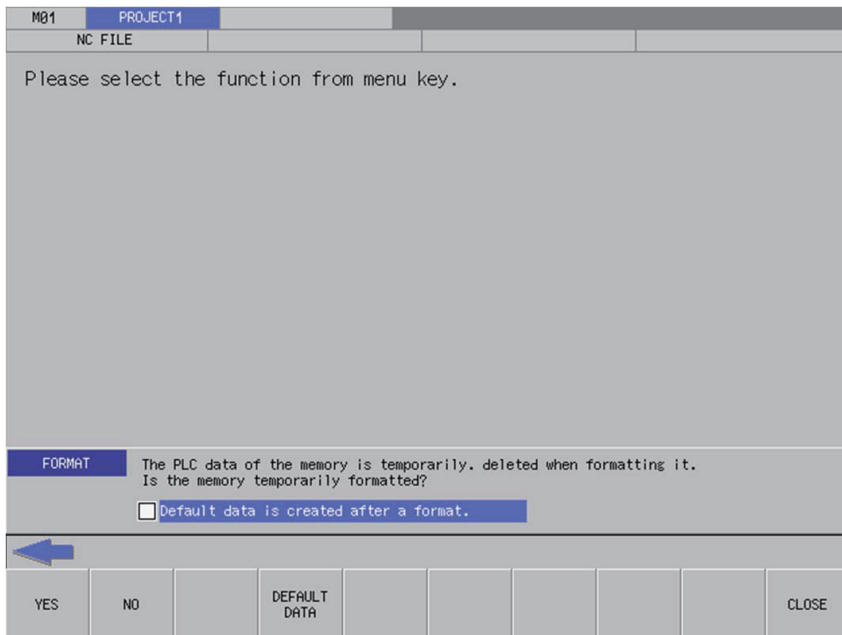 M01 PROJECT1
NC FILE
Please select the function from menu key.
FORMAT
The PLC data of the memory is temporarily. deleted when formatting it.
Is the memory temporarily formatted?
Default data is created after a format.
YES NO DEFAULT DATA CLOSE